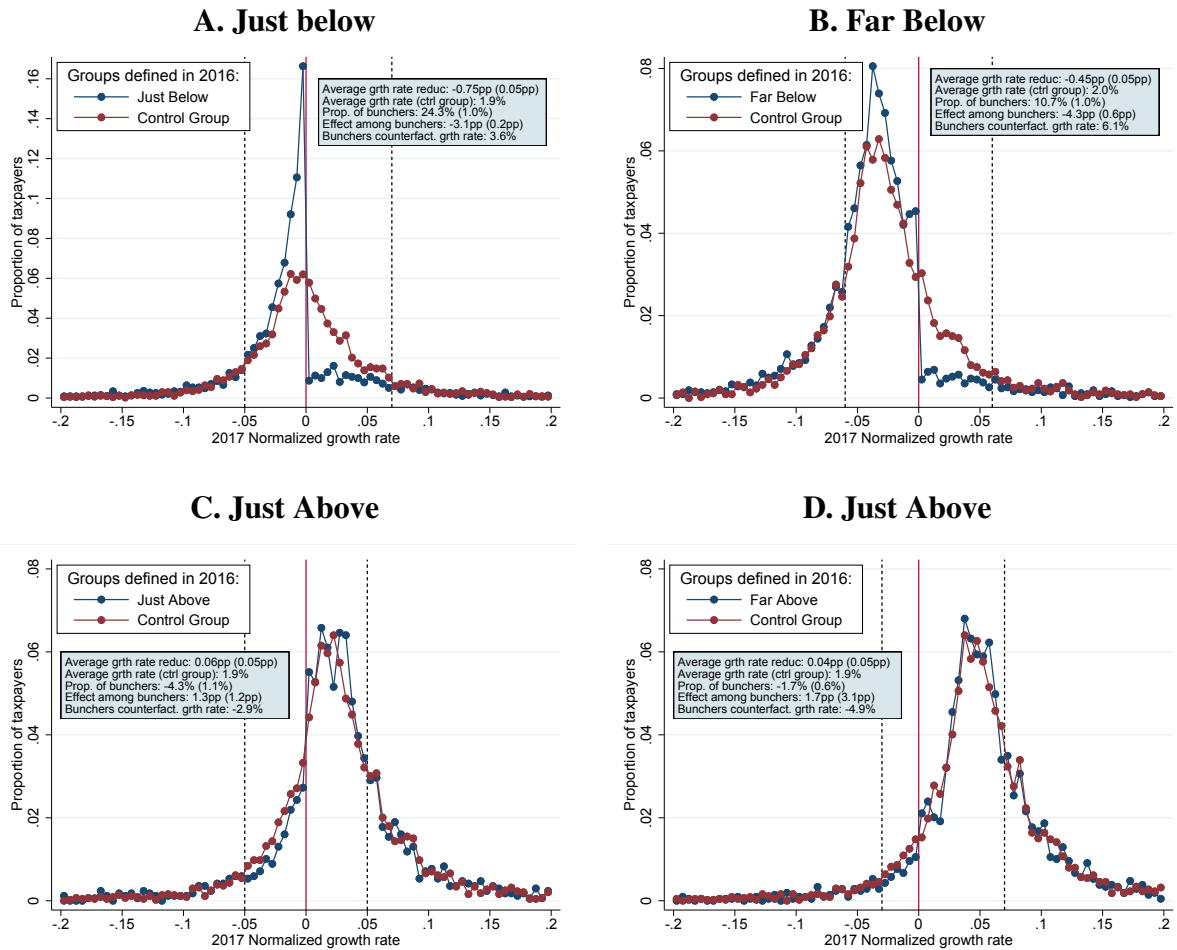 A. Just below
Groups defined in 2016:
Just Below
Control Group
Average grth rate reduc: -0.75pp (0.05pp)
Average grth rate (ctrl group): 1.9%
Prop. of bunchers: 24.3% (1.0%)
Effect among bunchers: -3.1pp (0.2pp)
Bunchers counterfact. grth rate: 3.6%
Proportion of taxpayers
.16
.14
.12
.1
.08
.06
.04
.02
0
-.2
-.15
-.1
-.05
0
.05
.1
.15
.2
2017 Normalized growth rate
B. Far Below
Groups defined in 2016:
Far Below
Control Group
Average grth rate reduc: -0.45pp (0.05pp)
Average grth rate (ctrl group): 2.0%
Prop. of bunchers: 10.7% (1.0%)
Effect among bunchers: -4.3pp (0.6pp)
Bunchers counterfact. grth rate: 6.1%
Proportion of taxpayers
.08
.06
.04
.02
0
-.2
-.15
-.1
-.05
0
.05
.1
.15
.2
2017 Normalized growth rate
C. Just Above
Groups defined in 2016:
Just Above
Control Group
Average grth rate reduc: 0.06pp (0.05pp)
Average grth rate (ctrl group): 1.9%
Prop. of bunchers: -4.3% (1.1%)
Effect among bunchers: 1.3pp (1.2pp)
Bunchers counterfact. grth rate: -2.9%
Proportion of taxpayers
.08
.06
.04
.02
0
-.2
-.15
-.1
-.05
0
.05
.1
.15
.2
2017 Normalized growth rate
D. Just Above
Groups defined in 2016:
Far Above
Control Group
Average grth rate reduc: 0.04pp (0.05pp)
Average grth rate (ctrl group): 1.9%
Prop. of bunchers: -1.7% (0.6%)
Effect among bunchers: 1.7pp (3.1pp)
Bunchers counterfact. grth rate: -4.9%
Proportion of taxpayers
.08
.06
.04
.02
0
-.2
-.15
-.1
-.05
0
.05
.1
.15
.2
2017 Normalized growth rate